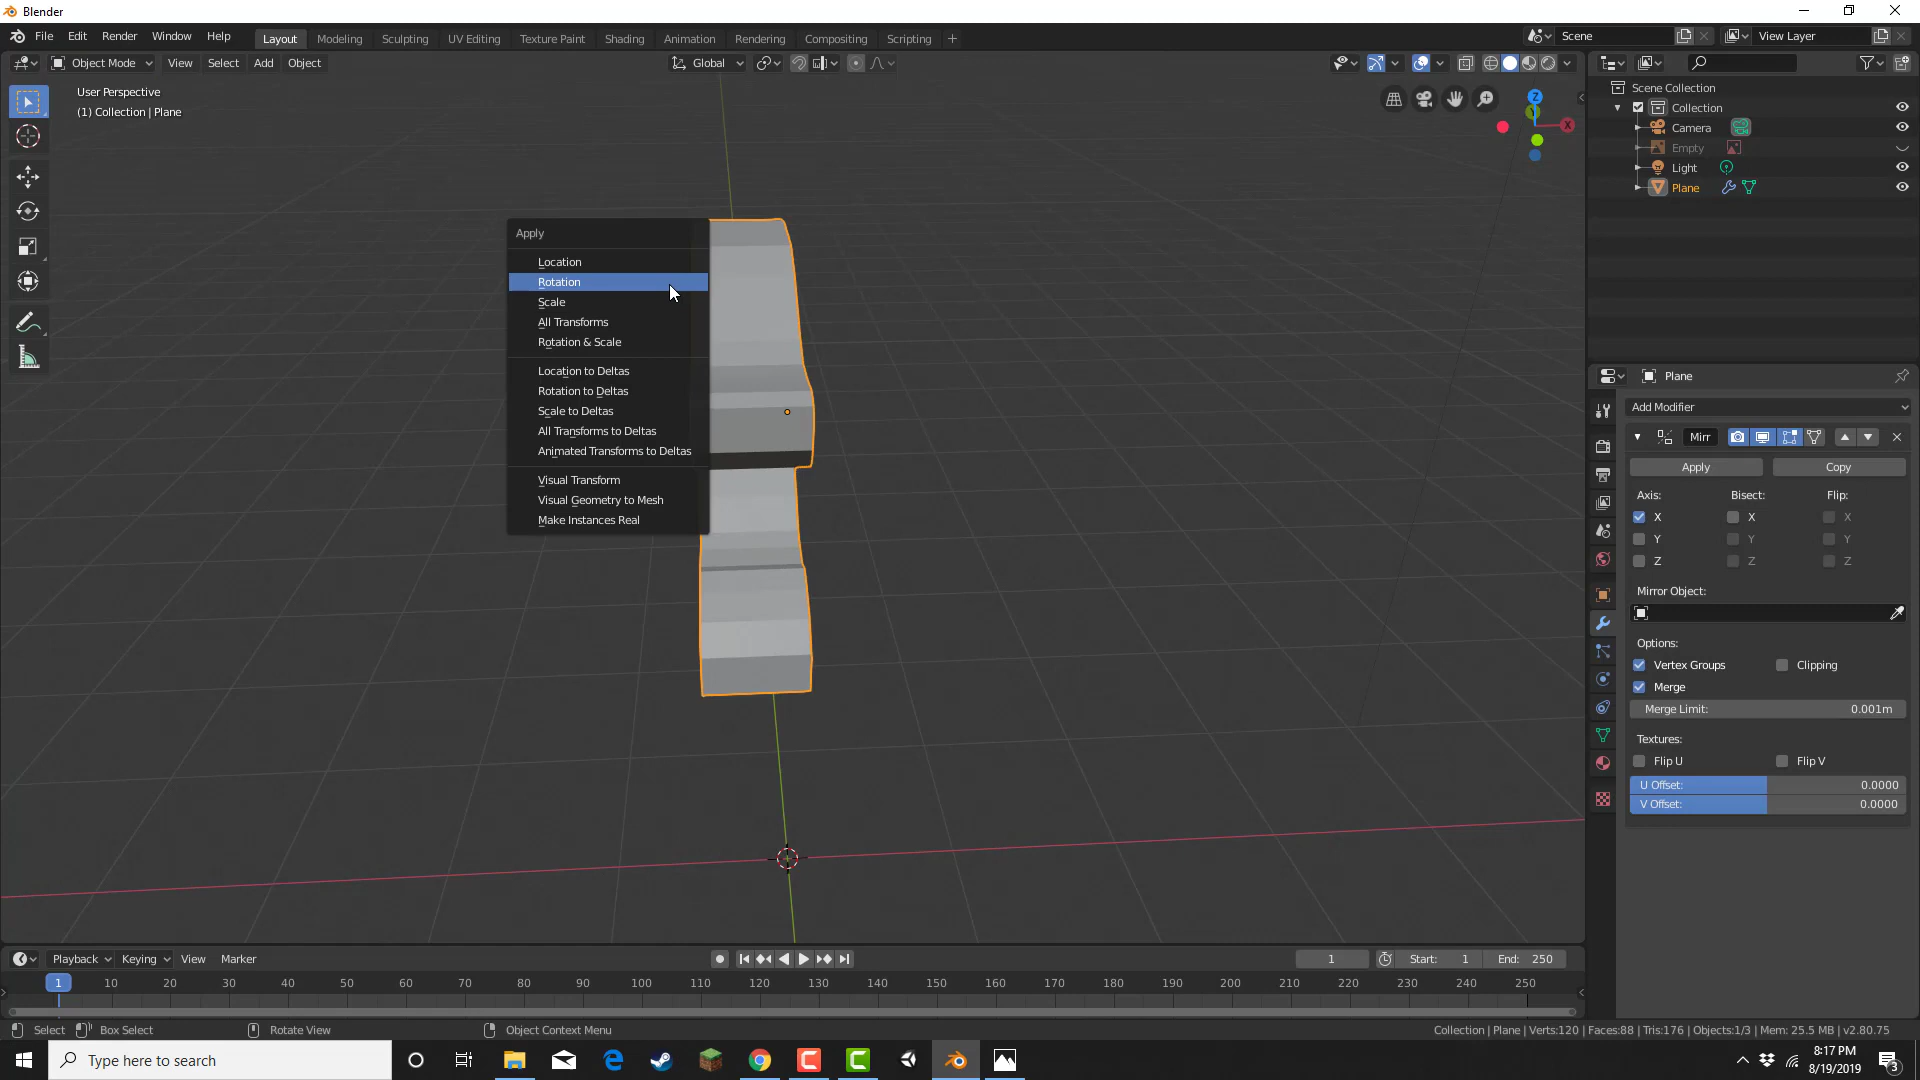 Blender
File Edit Render Window Help
Layout Modeling Sculpting UV Editing Texture Paint Shading Animation Rendering Compositing Scripting +
Scene
View Layer
Object Mode View Select Add Object
Global
User Perspective
(1) Collection | Plane
Z
Y
X
Scene Collection
Collection
Camera
Empty
Light
Plane
Apply
Location
Rotation
Scale
All Transforms
Rotation & Scale
Location to Deltas
Rotation to Deltas
Scale to Deltas
All Transforms to Deltas
Animated Transforms to Deltas
Visual Transform
Visual Geometry to Mesh
Make Instances Real
Plane
Add Modifier
Mirr
Apply Copy
Axis: Bisect: Flip:
X X X
Y Y Y
Z Z Z
Mirror Object:
Options:
Vertex Groups Clipping
Merge
Merge Limit: 0.001m
Textures:
Flip U Flip V
U Offset: 0.0000
V Offset: 0.0000
Playback Keying View Marker
1 Start: 1 End: 250
1 10 20 30 40 50 60 70 80 90 100 110 120 130 140 150 160 170 180 190 200 210 220 230 240 250
Select Box Select Rotate View Object Context Menu
Collection | Plane | Verts:120 | Faces:88 | Tris:176 | Objects:1/3 | Mem: 25.5 MB | v2.80.75
Type here to search
8:17 PM
8/19/2019
3